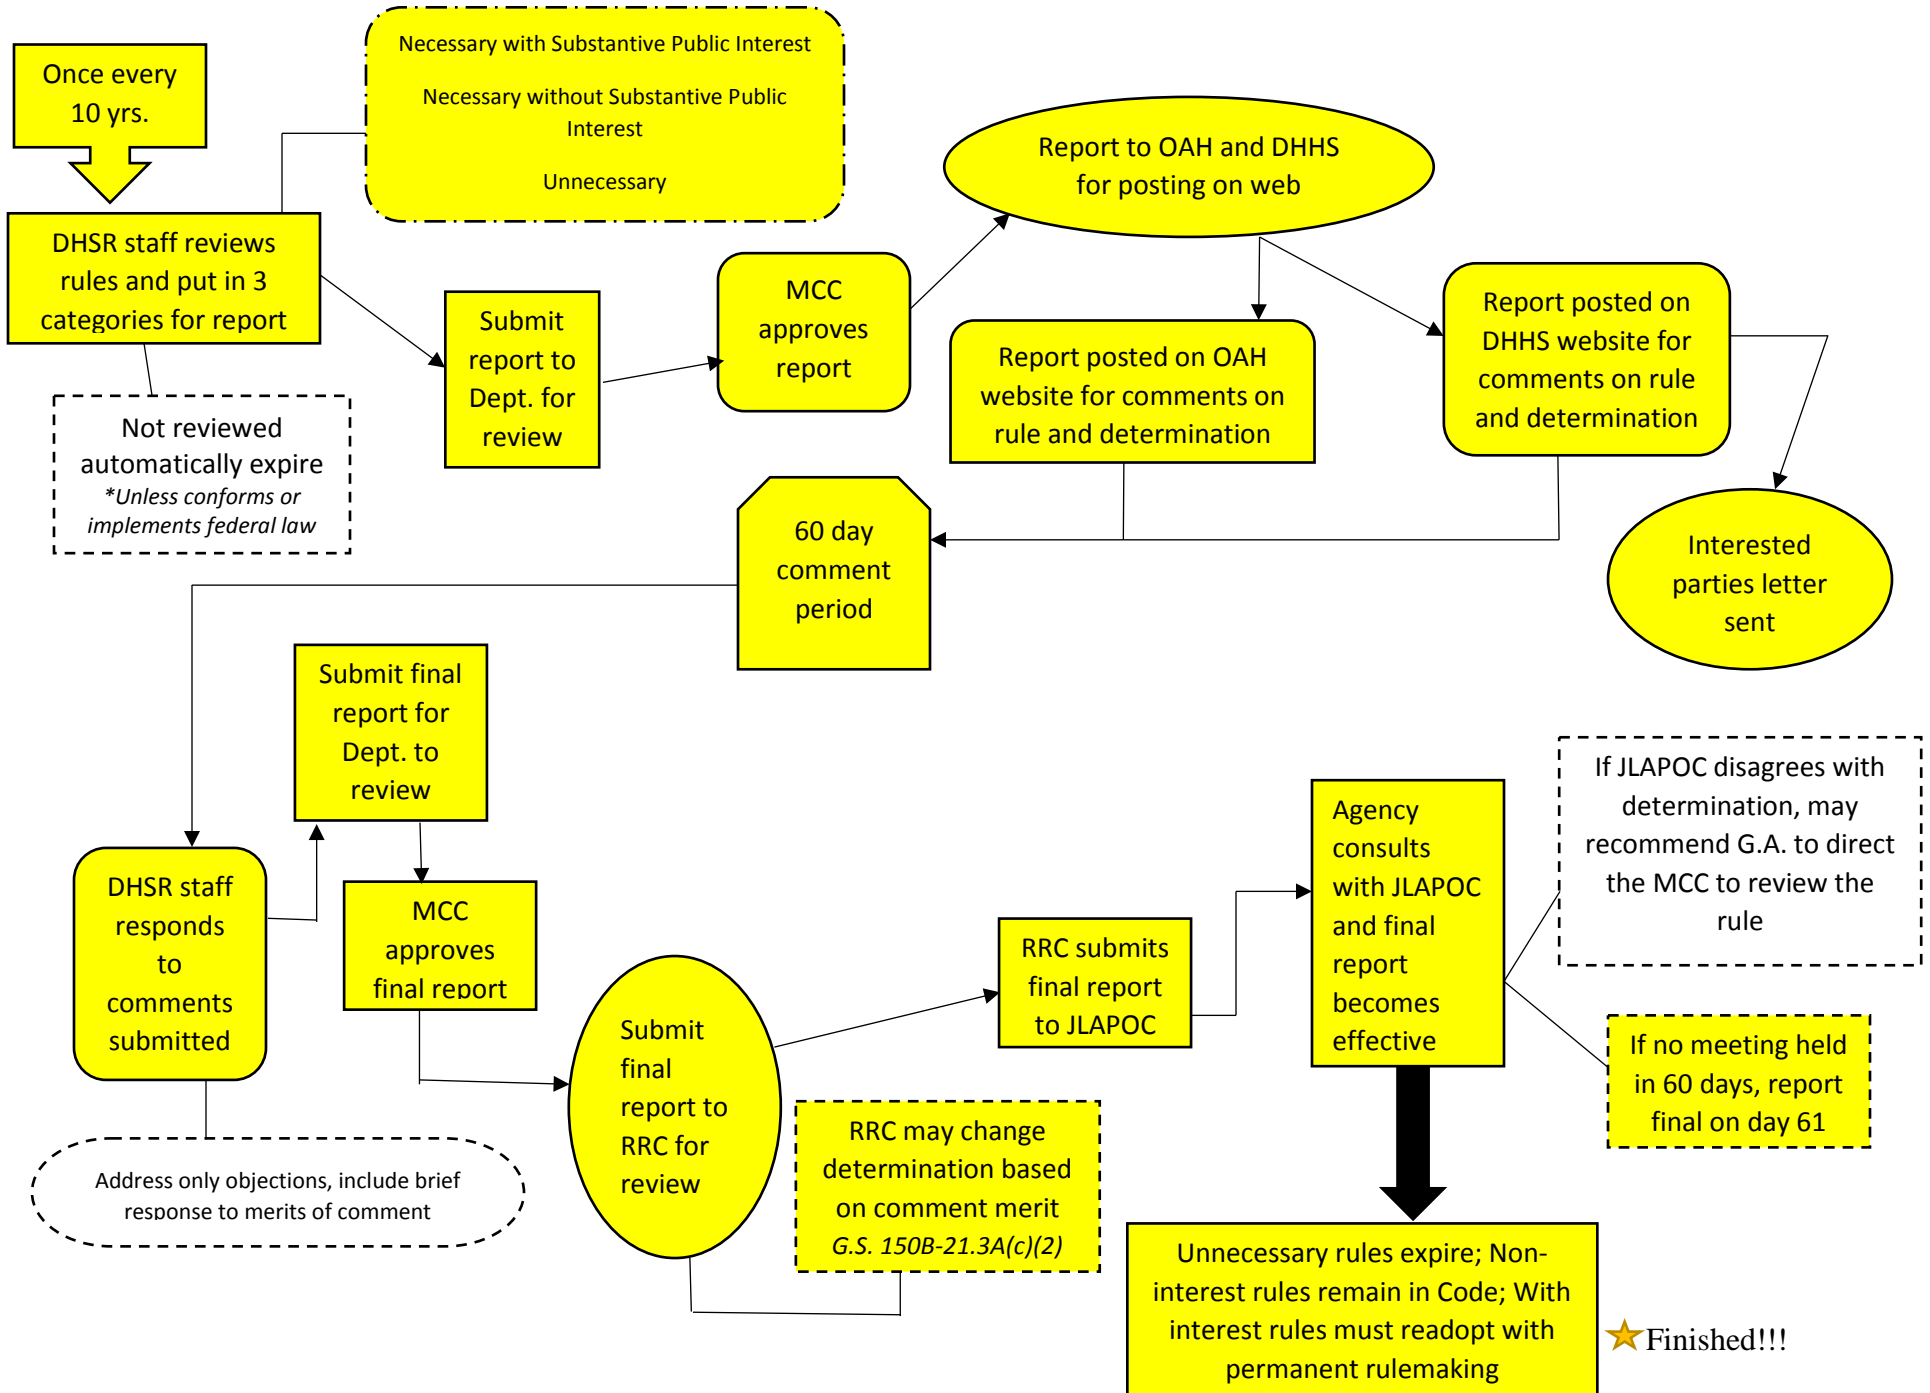 Once every
10 yrs.
Necessary with Substantive Public Interest
Necessary without Substantive Public
Interest
Unnecessary
DHSR staff reviews
rules and put in 3
categories for report
Not reviewed
automatically expire
*Unless conforms or
implements federal law
Submit
report to
Dept. for
review
MCC
approves
report
Report to OAH and DHHS
for posting on web
Report posted on OAH
website for comments on
rule and determination
Report posted on
DHHS website for
comments on rule
and determination
Interested
parties letter
sent
60 day
comment
period
DHSR staff
responds
to
comments
submitted
Address only objections, include brief
response to merits of comment
Submit final
report for
Dept. to
review
MCC
approves
final report
Submit
final
report to
RRC for
review
RRC may change
determination based
on comment merit
G.S. 150B-21.3A(c)(2)
RRC submits
final report
to JLAPOC
Agency
consults
with JLAPOC
and final
report
becomes
effective
If JLAPOC disagrees with
determination, may
recommend G.A. to direct
the MCC to review the
rule
If no meeting held
in 60 days, report
final on day 61
Unnecessary rules expire; Non-
interest rules remain in Code; With
interest rules must readopt with
permanent rulemaking
Finished!!!